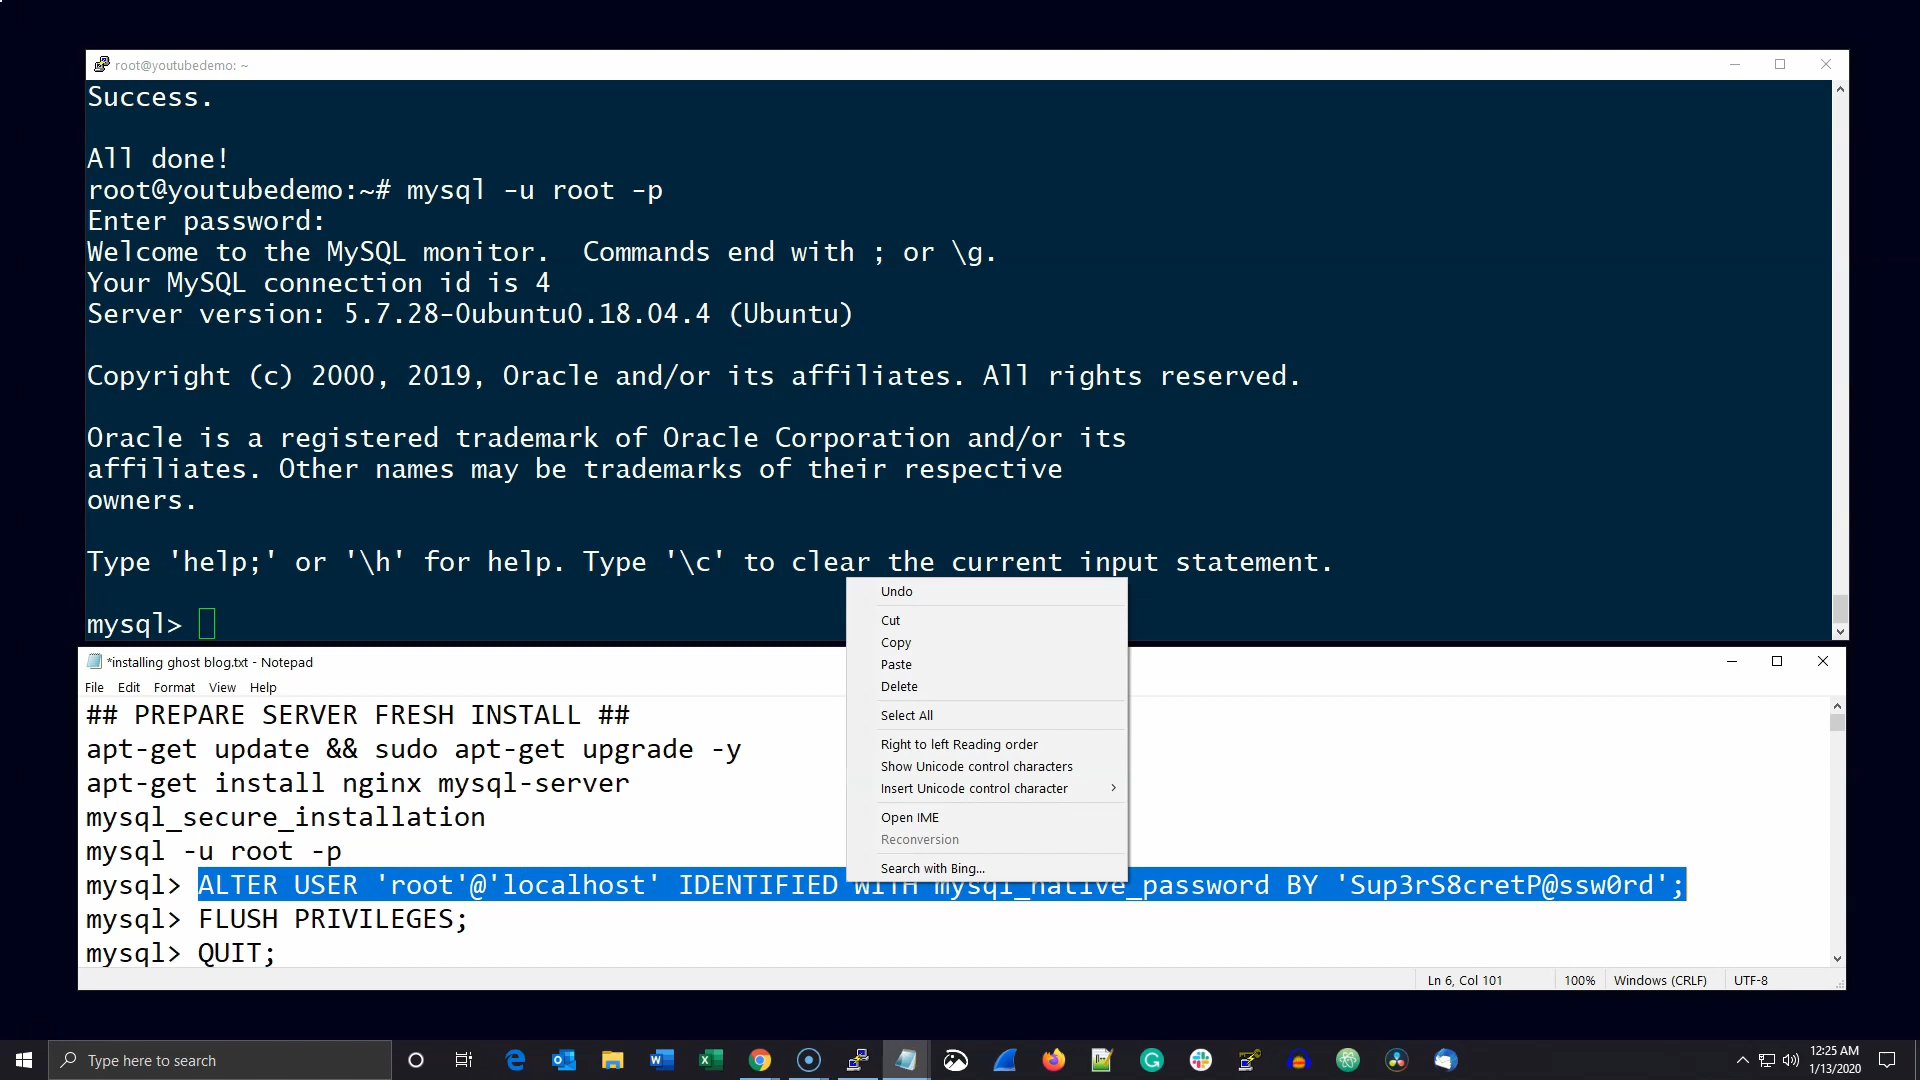 root@youtubedemo: ~
Success.
All done!
root@youtubedemo:~# mysql -u root -p
Enter password:
Welcome to the MySQL monitor.  Commands end with ; or \g.
Your MySQL connection id is 4
Server version: 5.7.28-0ubuntu0.18.04.4 (Ubuntu)
Copyright (c) 2000, 2019, Oracle and/or its affiliates. All rights reserved.
Oracle is a registered trademark of Oracle Corporation and/or its
affiliates. Other names may be trademarks of their respective
owners.
Type 'help;' or '\h' for help. Type '\c' to clear the current input statement.
mysql>
Undo
Cut
Copy
Paste
Delete
Select All
Right to left Reading order
Show Unicode control characters
Insert Unicode control character
Open IME
Reconversion
Search with Bing...
*installing ghost blog.txt - Notepad
File Edit Format View Help
## PREPARE SERVER FRESH INSTALL ##
apt-get update && sudo apt-get upgrade -y
apt-get install nginx mysql-server
mysql_secure_installation
mysql -u root -p
mysql> ALTER USER 'root'@'localhost' IDENTIFIED WITH mysql_native_password BY 'Sup3rS8cretP@ssw0rd';
mysql> FLUSH PRIVILEGES;
mysql> QUIT;
Ln 6, Col 101 100% Windows (CRLF) UTF-8
Type here to search
12:25 AM
1/13/2020